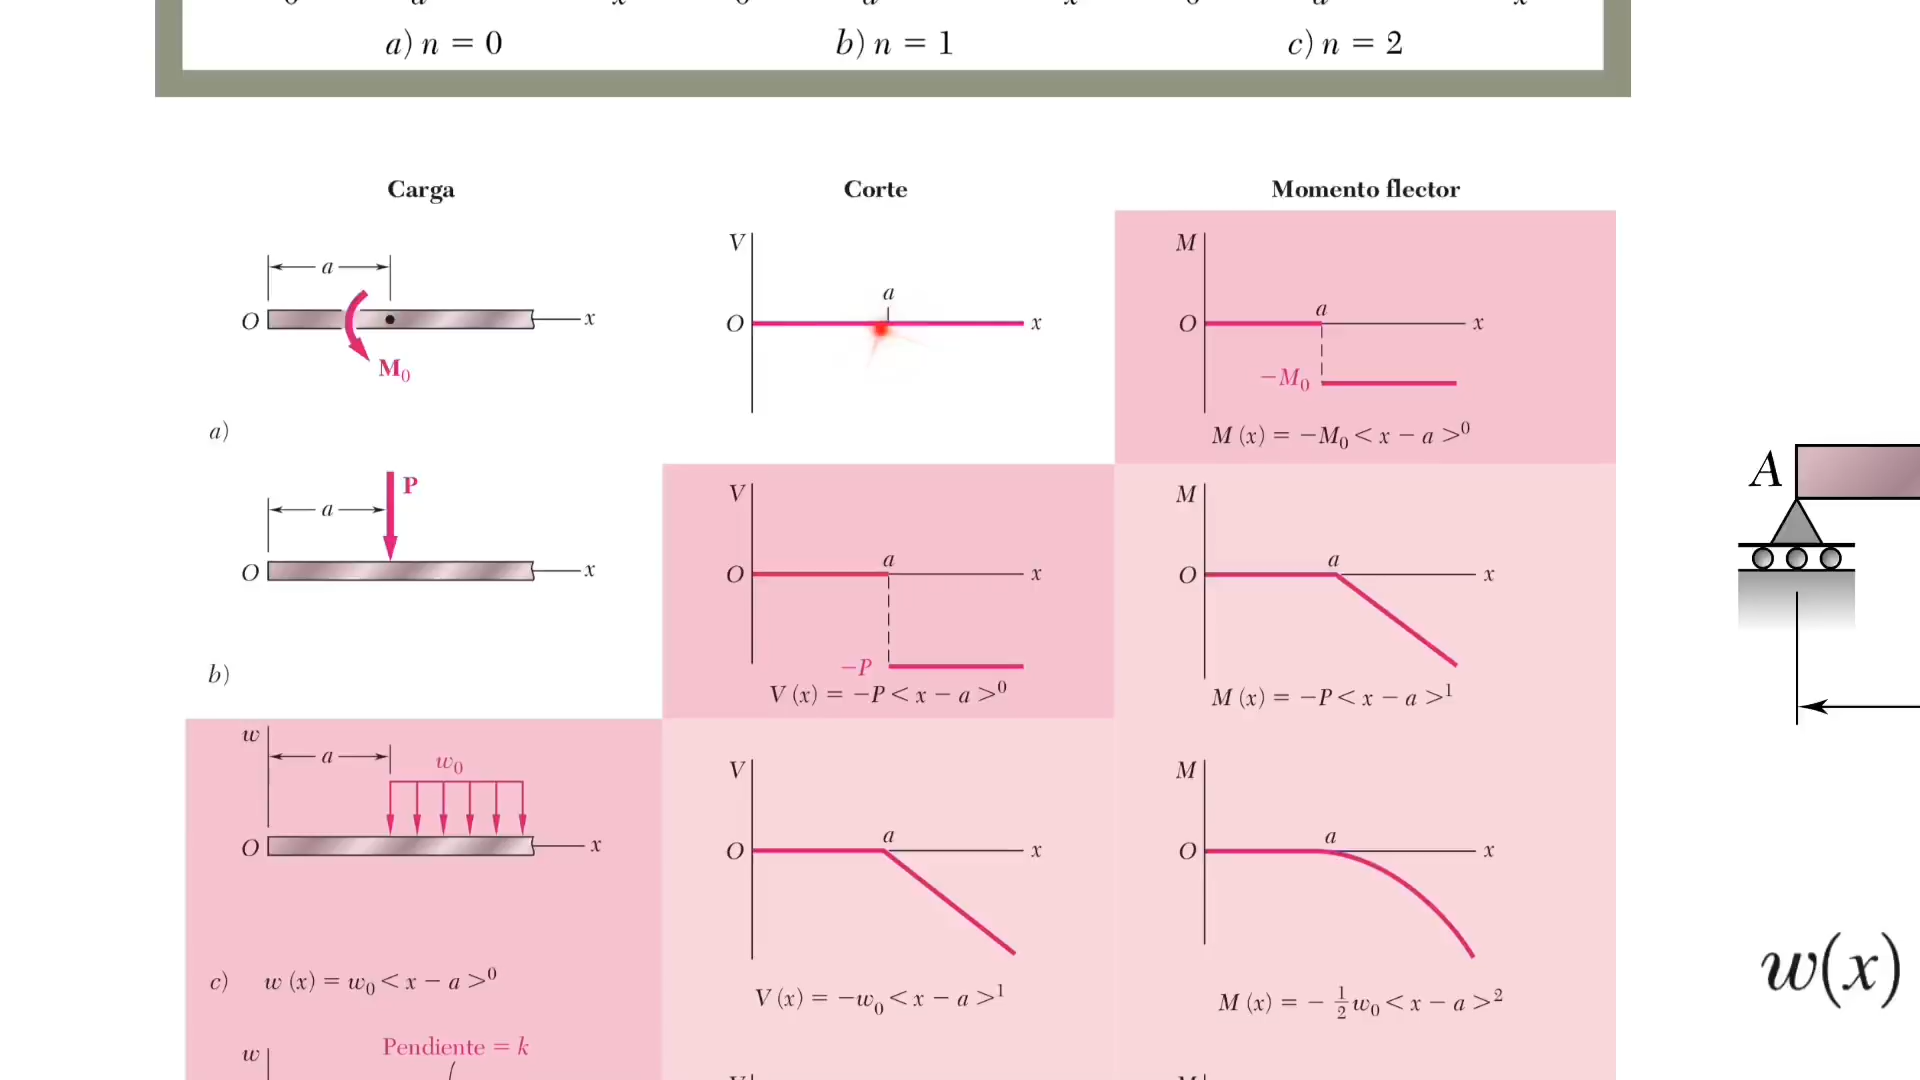 a) n = 0 b) n = 1 c) n = 2
Carga Corte Momento flector
V M
a a a
O x O x O x
M₀ −M₀
a) M (x) = −M₀ < x − a >⁰
P V M
a a a
O x O x O x
−P
b) V (x) = −P < x − a >⁰ M (x) = −P < x − a >¹
w V M
a w₀ a a
O x O x O x
c) w (x) = w₀ < x − a >⁰ V (x) = −w₀ < x − a >¹ M (x) = − ½ w₀ < x − a >²
w Pendiente = k
A
w(x)